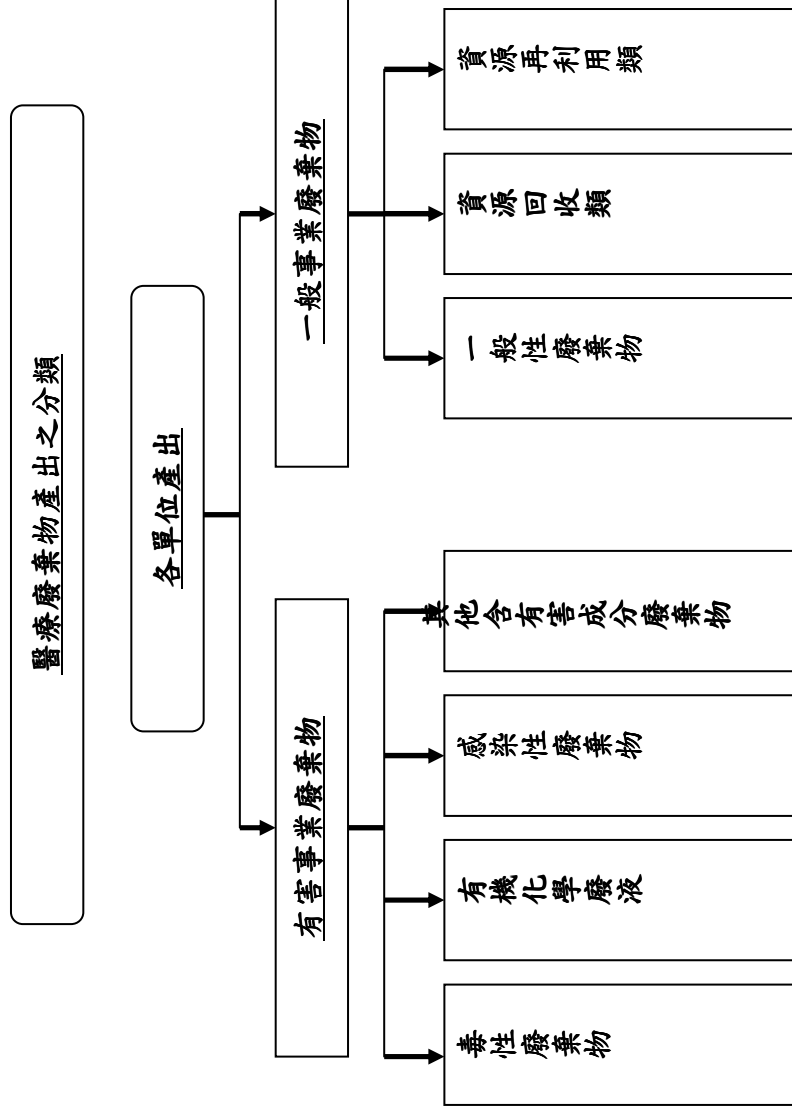 醫療廢棄物產出之分類
各單位產出
有害事業廢棄物
一般事業廢棄物
毒性廢棄物
有機化學廢液
感染性廢棄物
其他含有害成分廢棄物
一般性廢棄物
資源回收類
資源再利用類